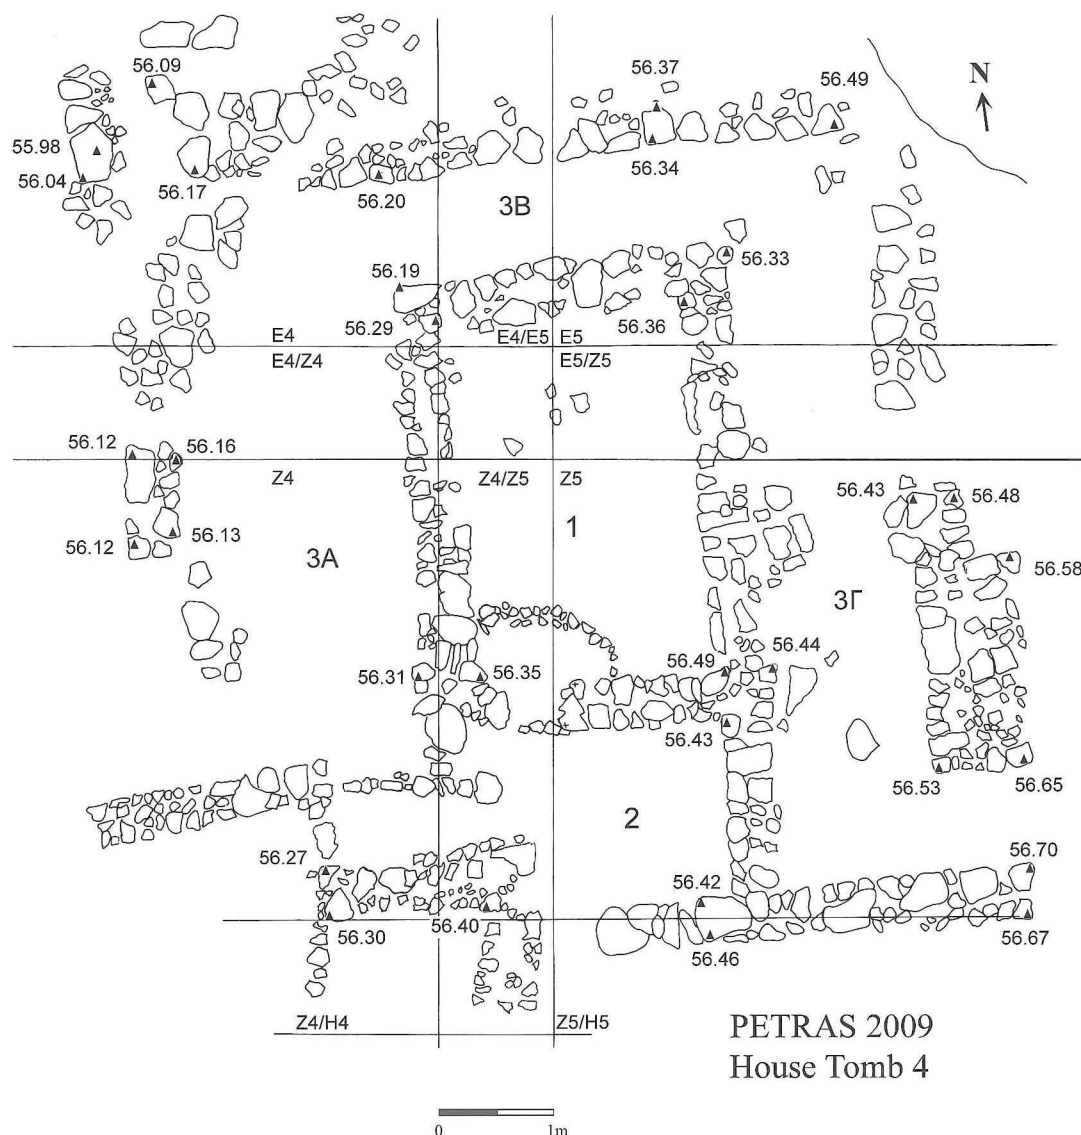 56.09
56.37
56.49
N
55.98
56.04
56.17
56.20
56.34
3B
56.19
56.33
56.29
56.36
E4
E4/E5
E5
E4/Z4
E5/Z5
56.12
56.16
Z4
Z4/Z5
Z5
56.43
56.48
1
56.12
56.13
3A
56.58
3Γ
56.31
56.35
56.49
56.44
56.43
56.53
56.65
2
56.27
56.42
56.70
56.30
56.40
56.46
56.67
Z4/H4
Z5/H5
PETRAS 2009
House Tomb 4
0
1m